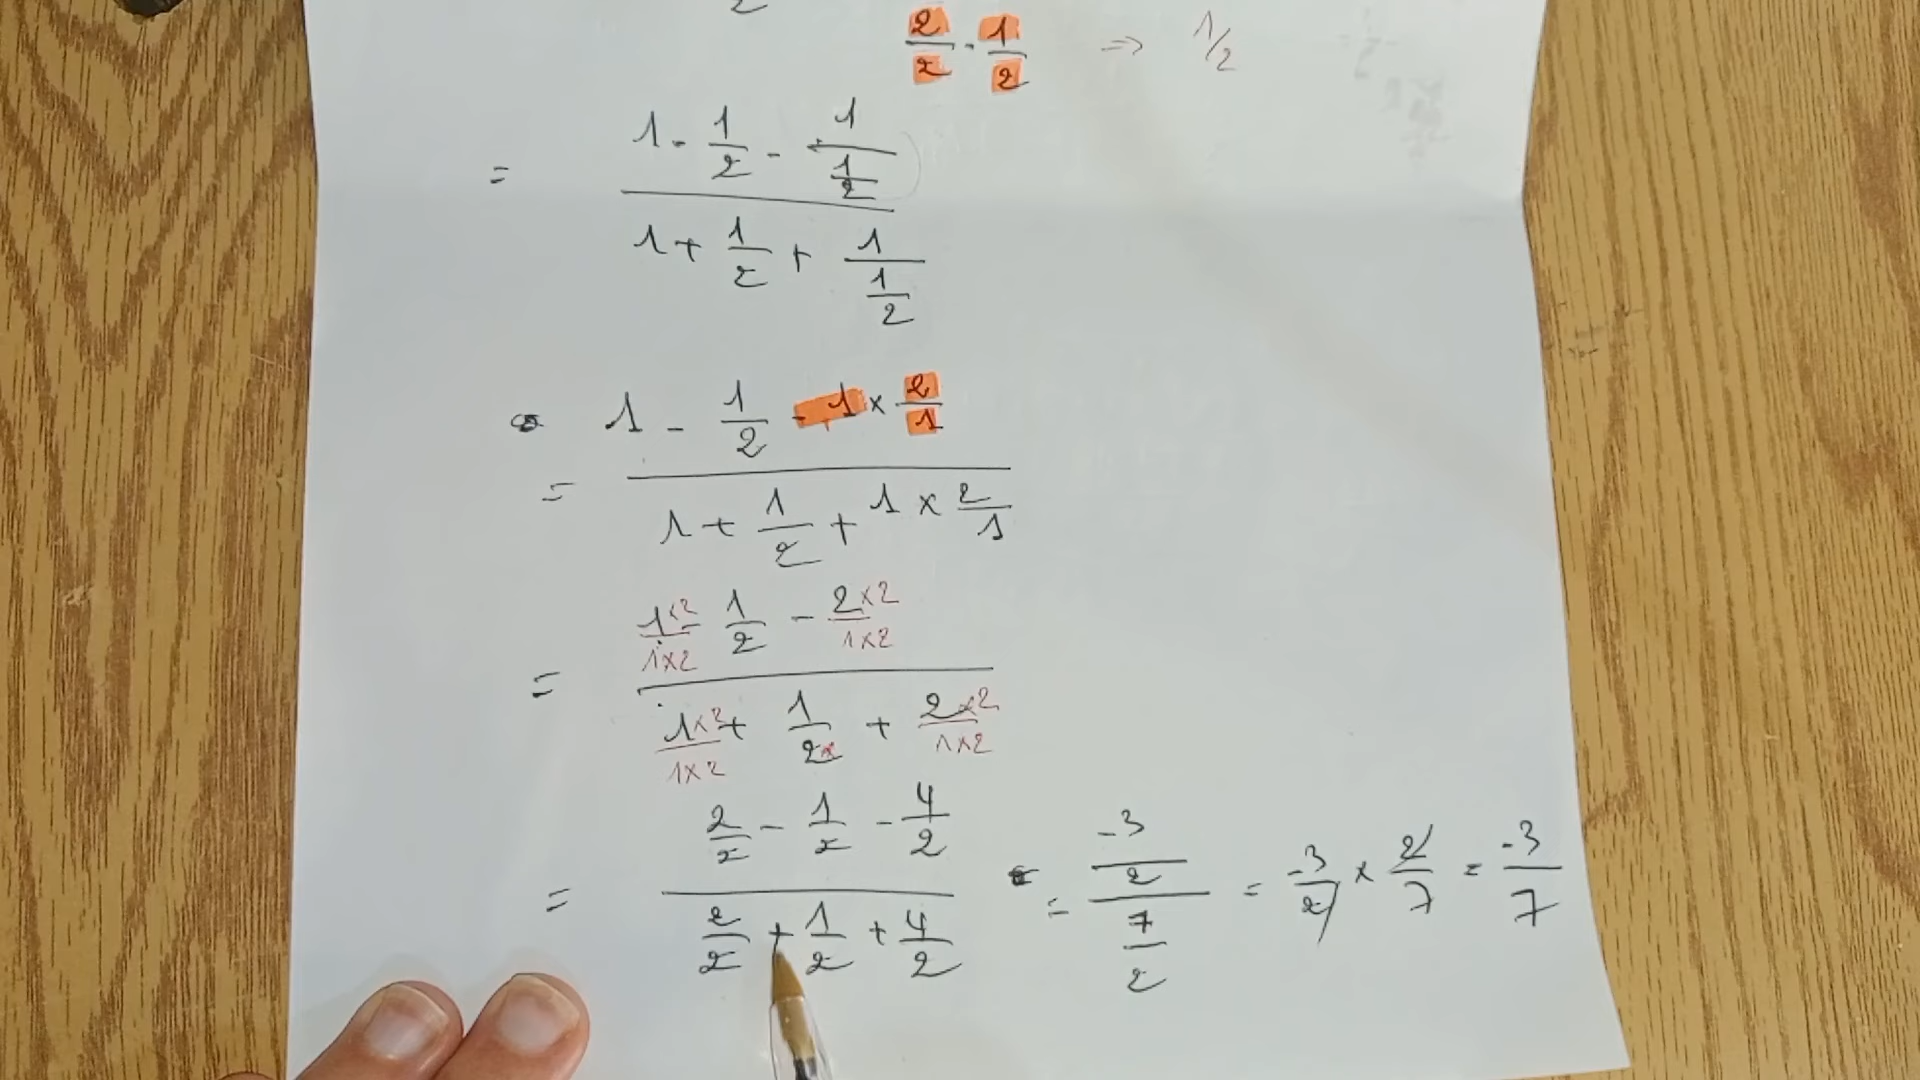 2/2 - 1/2 => 1/2
= (1 - 1/2 - 1/(1/2)) / (1 + 1/2 + 1/(1/2))
= (1 - 1/2 - 1 × 2/1) / (1 + 1/2 + 1 × 2/1)
= ((1×2)/(1×2) - 1/2 - (2×2)/(1×2)) / ((1×2)/(1×2) + 1/2 + (2×2)/(1×2))
= (2/2 - 1/2 - 4/2) / (2/2 + 1/2 + 4/2) = (-3/2) / (7/2) = -3/2 × 2/7 = -3/7